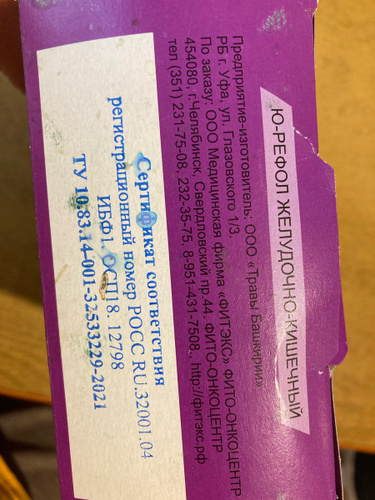 Ю-РЕФОЛ ЖЕЛУДОЧНО-КИШЕЧНЫЙ
Предприятие-изготовитель: ООО «Травы Башкирии»
РБ г. Уфа, ул. Глазовского 1/3.
По заказу: ООО Медицинская фирма «ФИТЭКС» ФИТО-ОНКОЦЕНТР
454080, г.Челябинск, Свердловский пр.44. ФИТО-ОНКОЦЕНТР
тел (351) 231-75-08, 232-35-75, 8-951-431-7508., http://фитэкс.рф
Сертификат соответствия
регистрационный номер РОСС RU.32001.04
ИБФ1. ОСП18. 12798
ТУ 10.83.14-001-32533229-2021